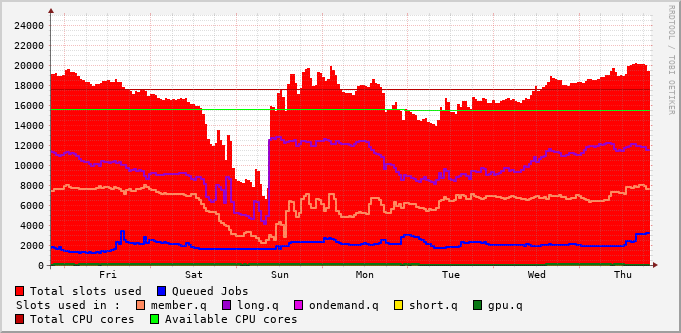 24000
22000
20000
18000
16000
14000
12000
10000
8000
6000
4000
2000
0
Fri Sat Sun Mon Tue Wed Thu
RRDTOOL / TOBI OETIKER
Total slots used Queued Jobs
Slots used in : member.q long.q ondemand.q short.q gpu.q
Total CPU cores Available CPU cores